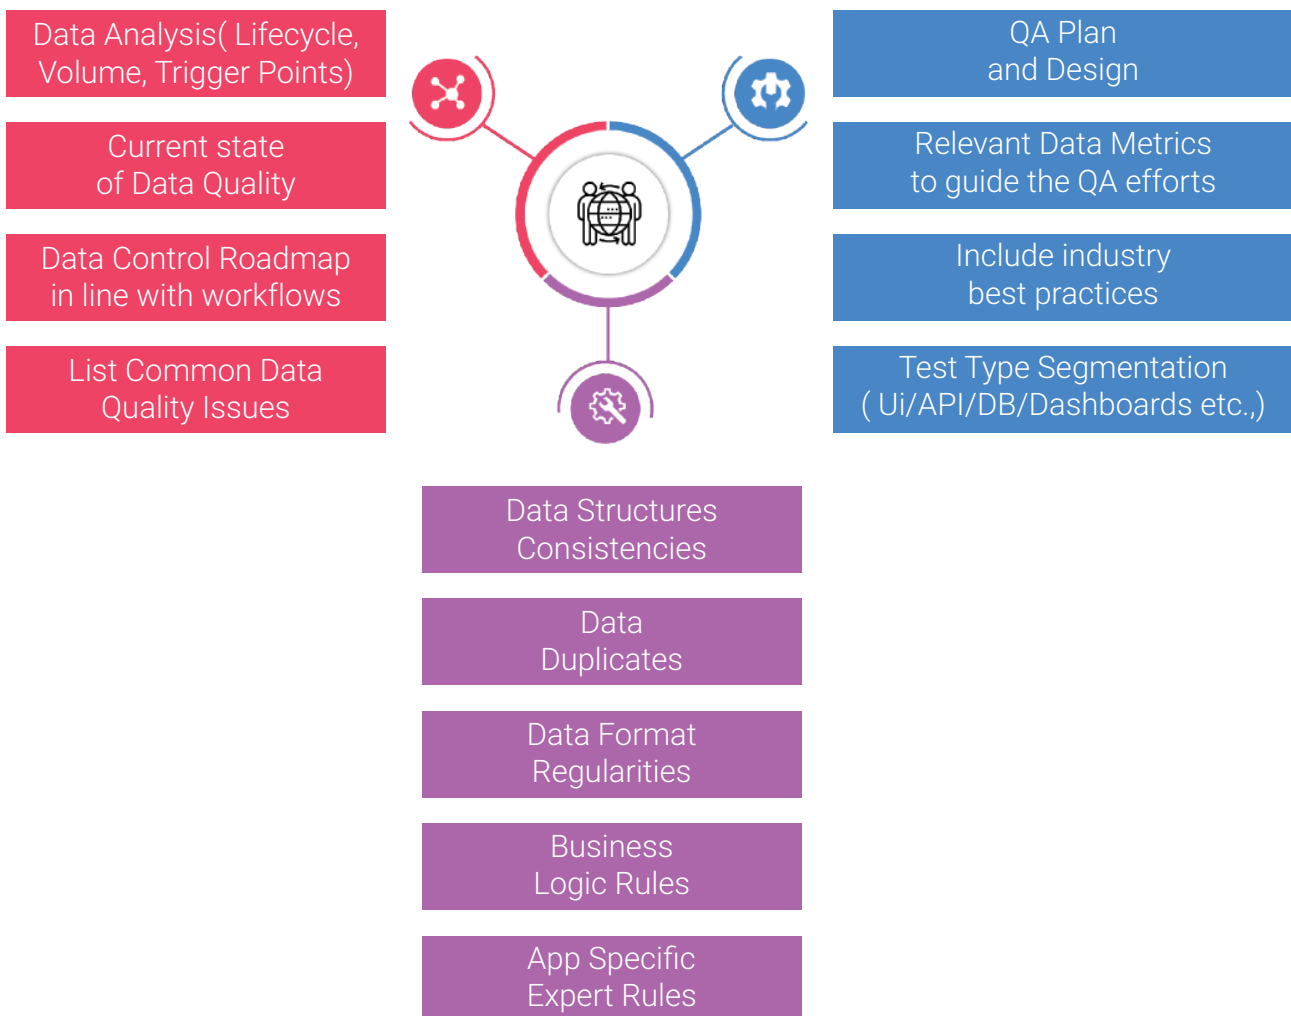 Data Analysis( Lifecycle,
Volume, Trigger Points)
Current state
of Data Quality
Data Control Roadmap
in line with workflows
List Common Data
Quality Issues
QA Plan
and Design
Relevant Data Metrics
to guide the QA efforts
Include industry
best practices
Test Type Segmentation
( Ui/API/DB/Dashboards etc.,)
Data Structures
Consistencies
Data
Duplicates
Data Format
Regularities
Business
Logic Rules
App Specific
Expert Rules